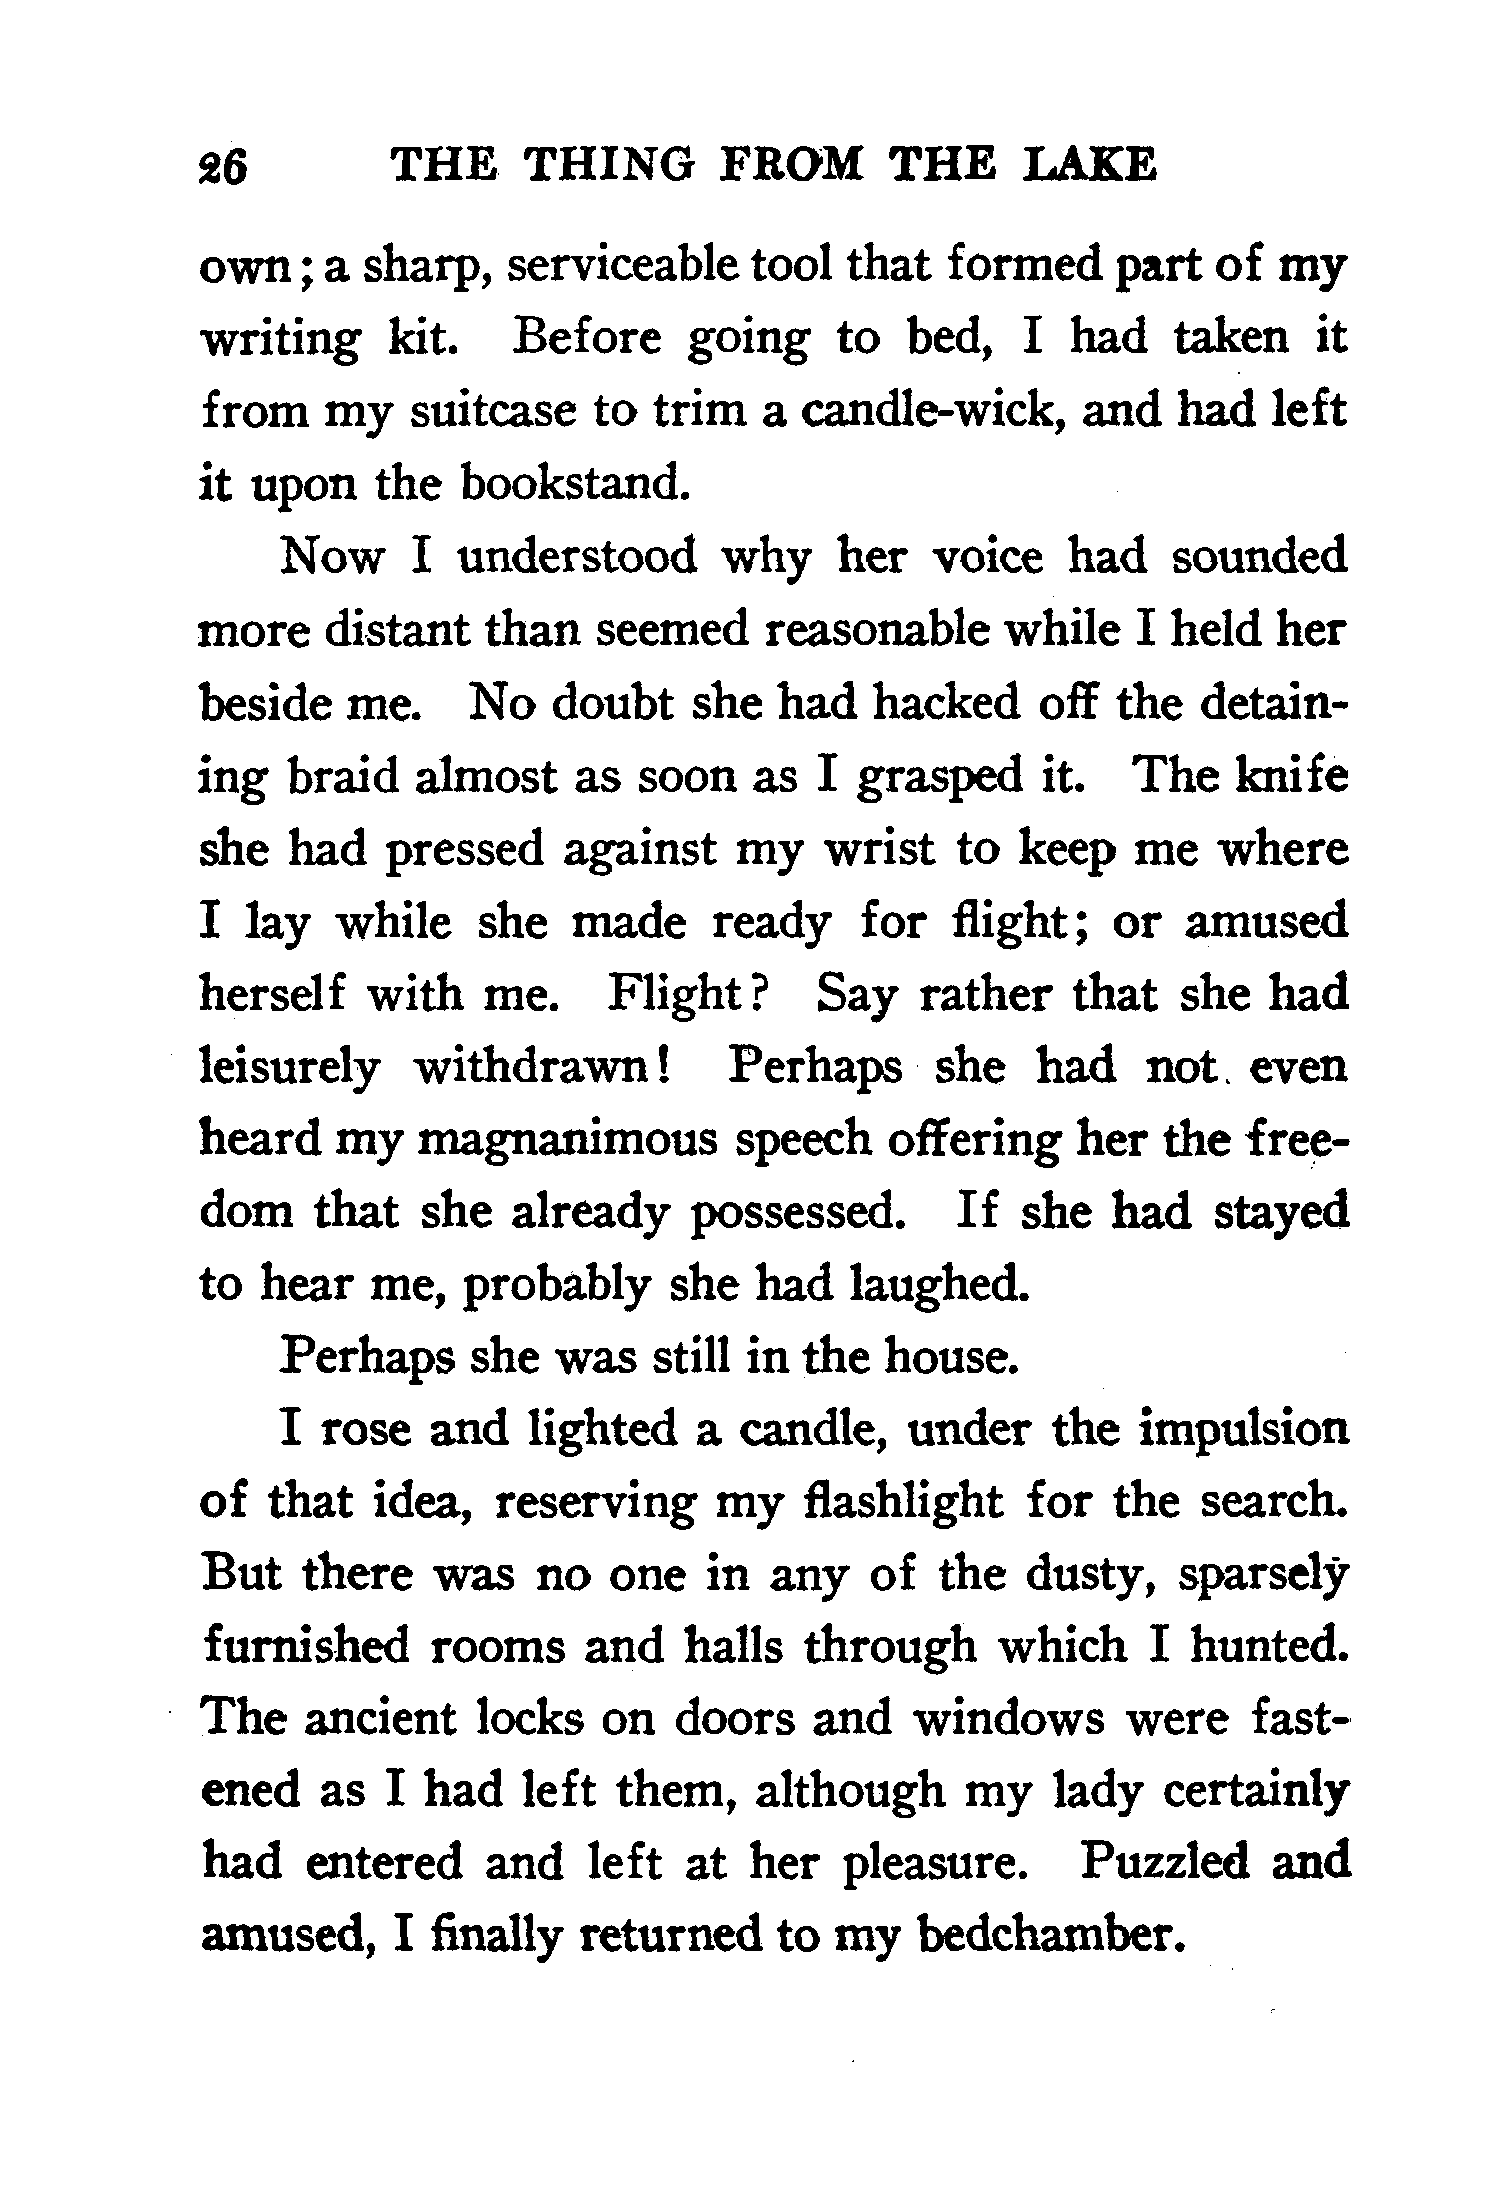 26 THE THING FROM THE LAKE
own; a sharp, serviceable tool that formed part of my
writing kit. Before going to bed, I had taken it
from my suitcase to trim a candle-wick, and had left
it upon the bookstand.
Now I understood why her voice had sounded
more distant than seemed reasonable while I held her
beside me. No doubt she had hacked off the detain-
ing braid almost as soon as I grasped it. The knife
she had pressed against my wrist to keep me where
I lay while she made ready for flight; or amused
herself with me. Flight? Say rather that she had
leisurely withdrawn! Perhaps she had not even
heard my magnanimous speech offering her the free-
dom that she already possessed. If she had stayed
to hear me, probably she had laughed.
Perhaps she was still in the house.
I rose and lighted a candle, under the impulsion
of that idea, reserving my flashlight for the search.
But there was no one in any of the dusty, sparsely
furnished rooms and halls through which I hunted.
The ancient locks on doors and windows were fast-
ened as I had left them, although my lady certainly
had entered and left at her pleasure. Puzzled and
amused, I finally returned to my bedchamber.